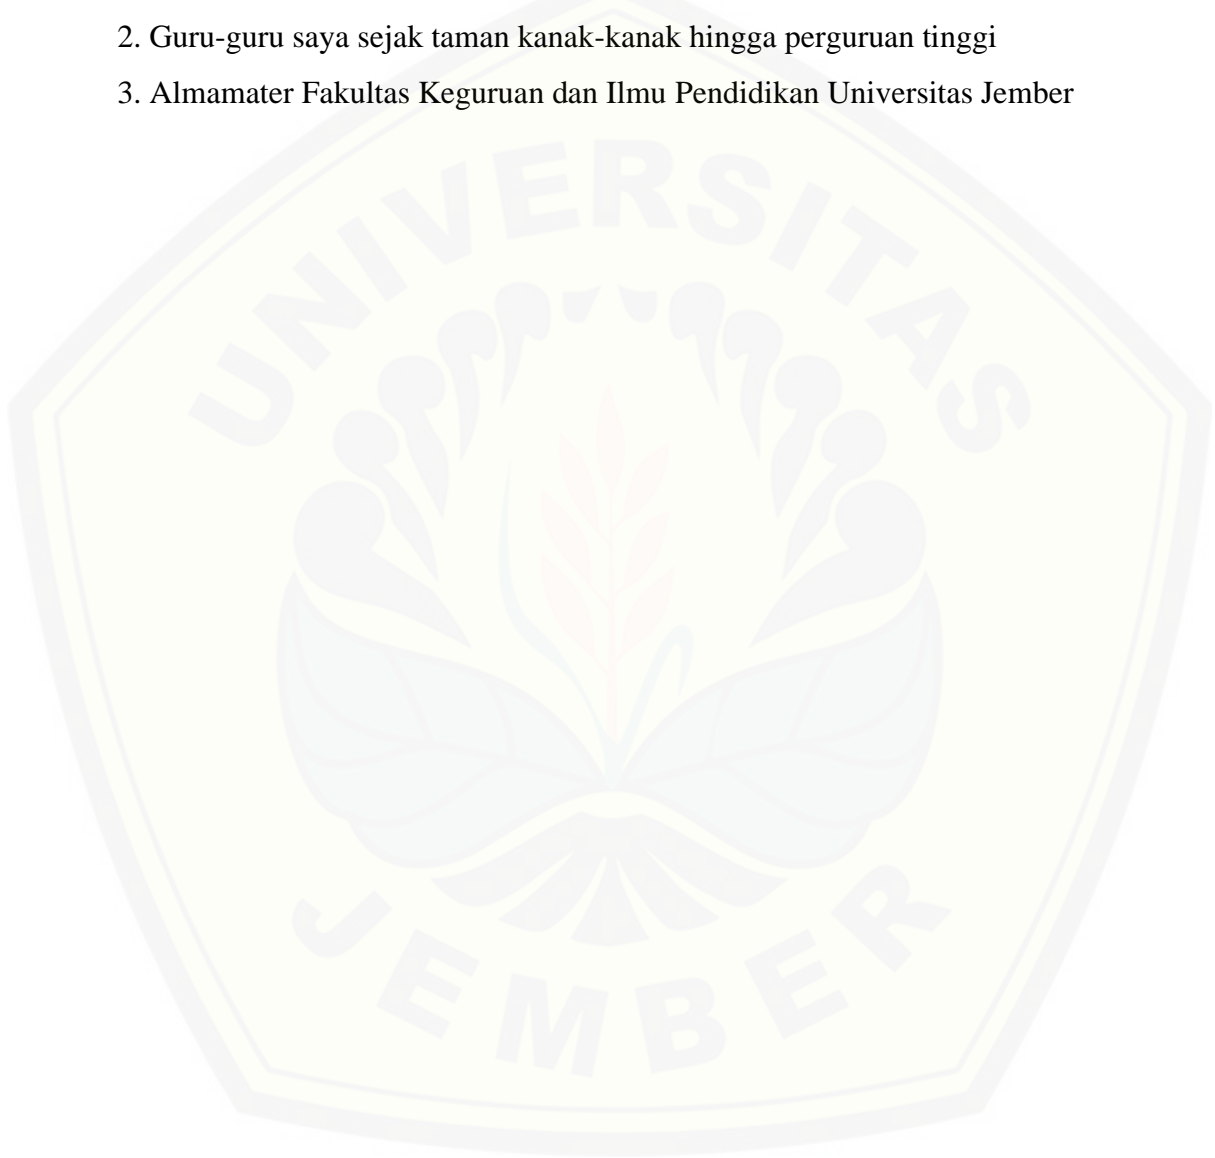 2. Guru-guru saya sejak taman kanak-kanak hingga perguruan tinggi
3. Almamater Fakultas Keguruan dan Ilmu Pendidikan Universitas Jember
UNIVERSITAS
JEMBER